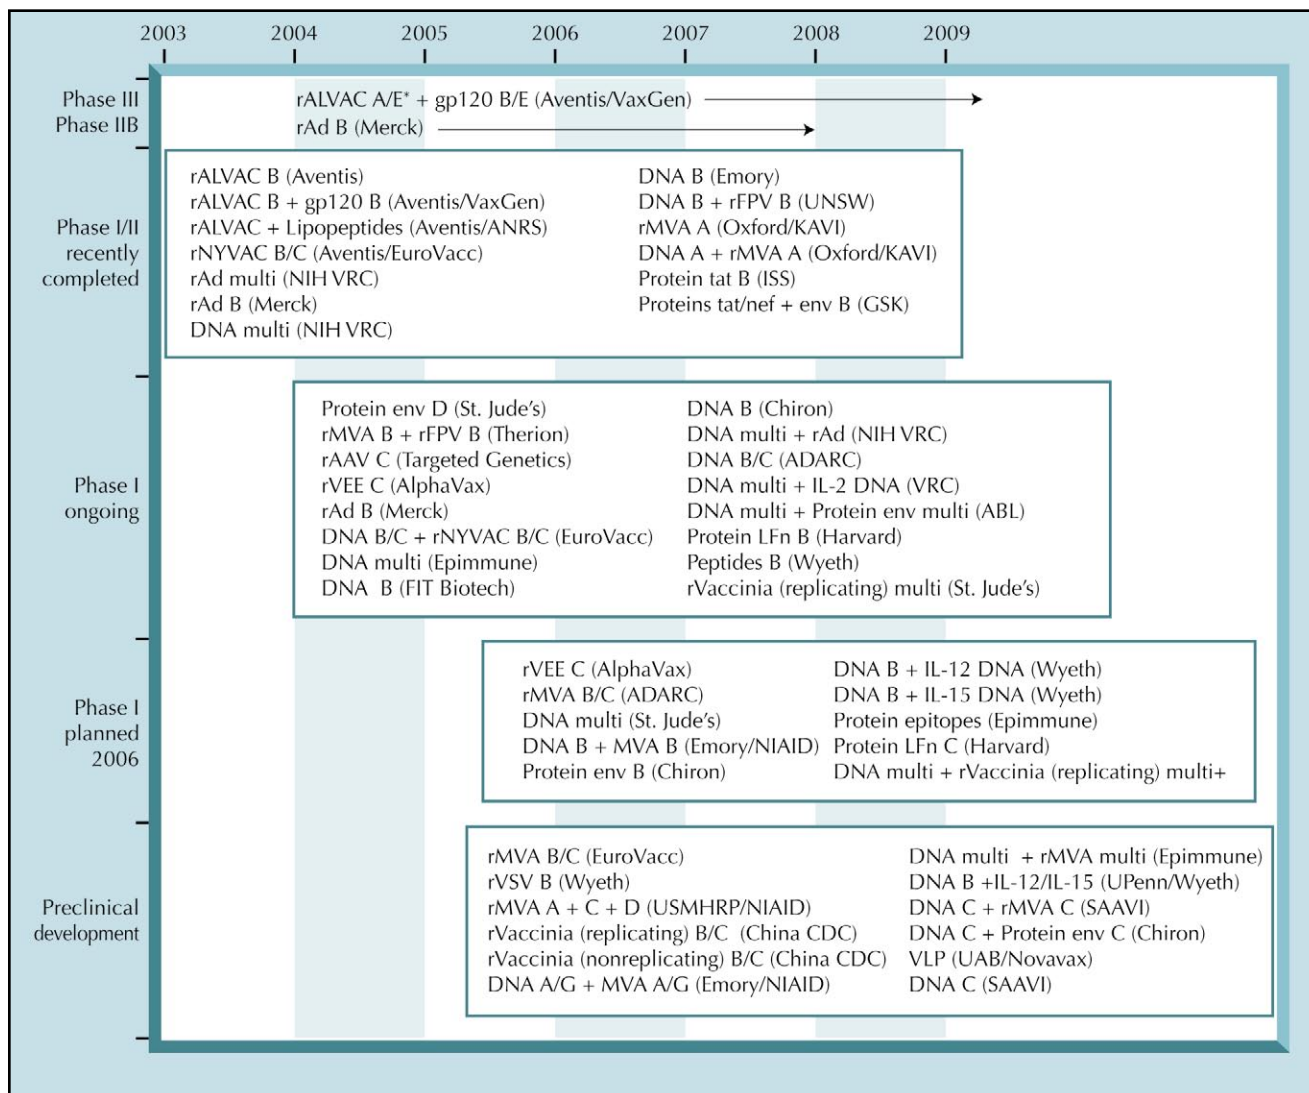 2003 2004 2005 2006 2007 2008 2009
Phase III
Phase IIB
rALVAC A/E* + gp120 B/E (Aventis/VaxGen)
rAd B (Merck)
Phase I/II
recently
completed
rALVAC B (Aventis)
rALVAC B + gp120 B (Aventis/VaxGen)
rALVAC + Lipopeptides (Aventis/ANRS)
rNYVAC B/C (Aventis/EuroVacc)
rAd multi (NIH VRC)
rAd B (Merck)
DNA multi (NIH VRC)
DNA B (Emory)
DNA B + rFPV B (UNSW)
rMVA A (Oxford/KAVI)
DNA A + rMVA A (Oxford/KAVI)
Protein tat B (ISS)
Proteins tat/nef + env B (GSK)
Phase I
ongoing
Protein env D (St. Jude's)
rMVA B + rFPV B (Therion)
rAAV C (Targeted Genetics)
rVEE C (AlphaVax)
rAd B (Merck)
DNA B/C + rNYVAC B/C (EuroVacc)
DNA multi (Epimmune)
DNA  B (FIT Biotech)
DNA B (Chiron)
DNA multi + rAd (NIH VRC)
DNA B/C (ADARC)
DNA multi + IL-2 DNA (VRC)
DNA multi + Protein env multi (ABL)
Protein LFn B (Harvard)
Peptides B (Wyeth)
rVaccinia (replicating) multi (St. Jude's)
Phase I
planned
2006
rVEE C (AlphaVax)
rMVA B/C (ADARC)
DNA multi (St. Jude's)
DNA B + MVA B (Emory/NIAID)
Protein env B (Chiron)
DNA B + IL-12 DNA (Wyeth)
DNA B + IL-15 DNA (Wyeth)
Protein epitopes (Epimmune)
Protein LFn C (Harvard)
DNA multi + rVaccinia (replicating) multi+
Preclinical
development
rMVA B/C (EuroVacc)
rVSV B (Wyeth)
rMVA A + C + D (USMHRP/NIAID)
rVaccinia (replicating) B/C  (China CDC)
rVaccinia (nonreplicating) B/C (China CDC)
DNA A/G + MVA A/G (Emory/NIAID)
DNA multi  + rMVA multi (Epimmune)
DNA B +IL-12/IL-15 (UPenn/Wyeth)
DNA C + rMVA C (SAAVI)
DNA C + Protein env C (Chiron)
VLP (UAB/Novavax)
DNA C (SAAVI)